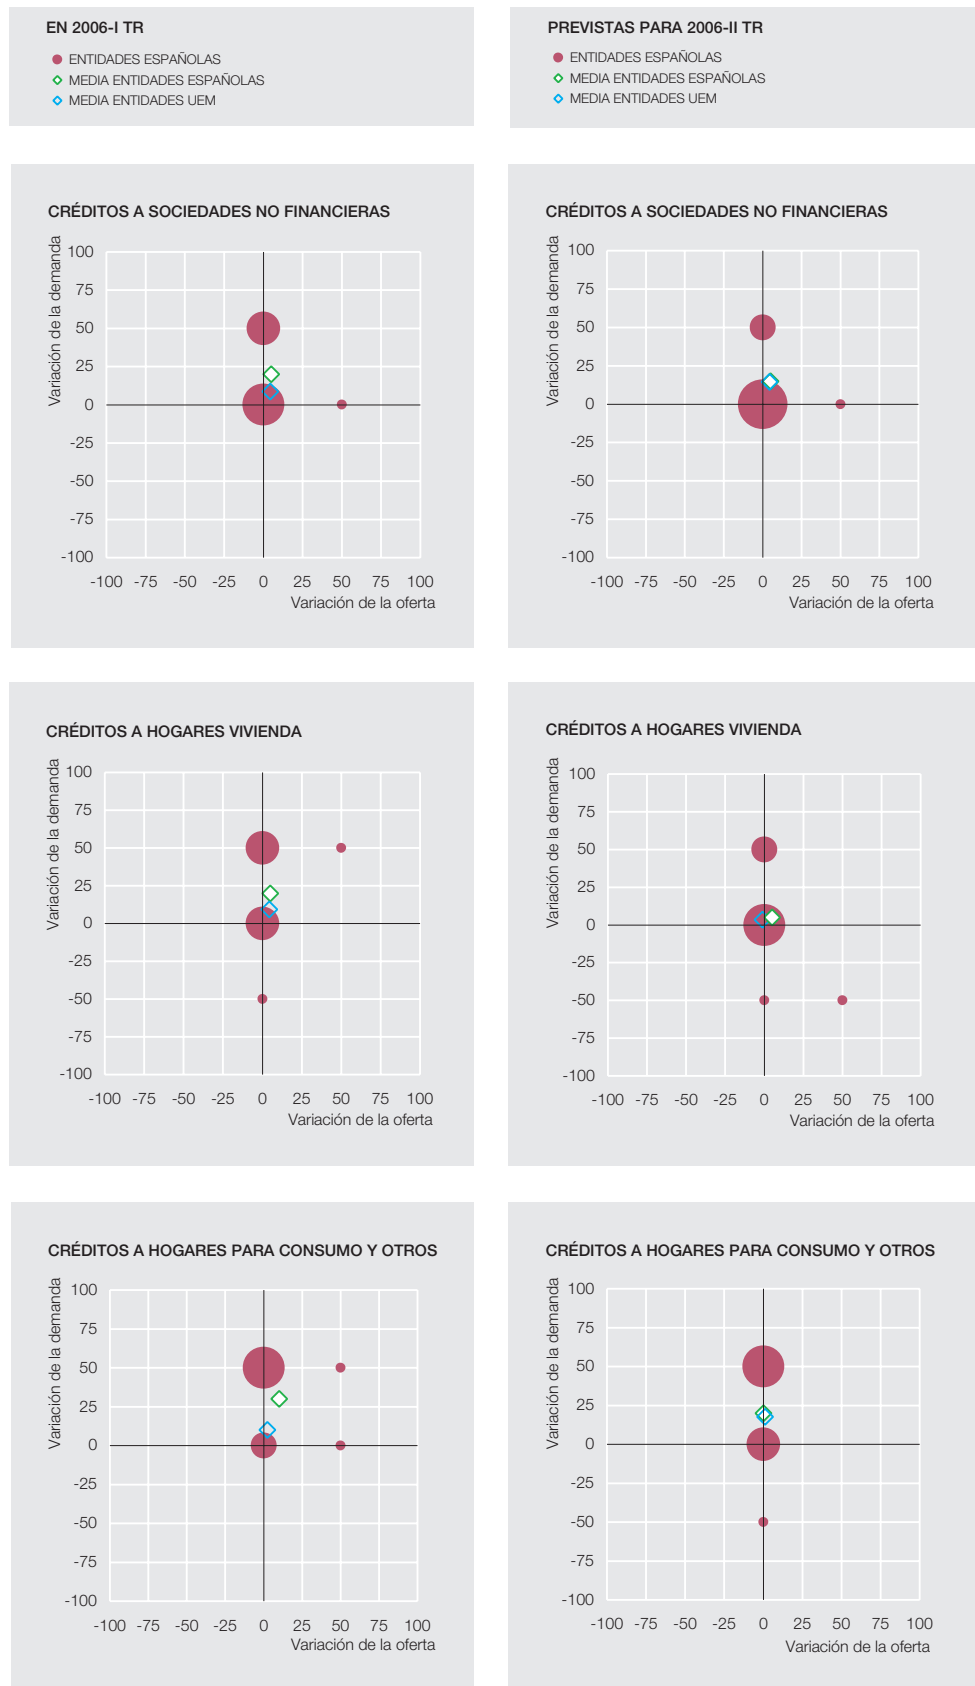 EN 2006-I TR
ENTIDADES ESPAÑOLAS
MEDIA ENTIDADES ESPAÑOLAS
MEDIA ENTIDADES UEM
PREVISTAS PARA 2006-II TR
ENTIDADES ESPAÑOLAS
MEDIA ENTIDADES ESPAÑOLAS
MEDIA ENTIDADES UEM
CRÉDITOS A SOCIEDADES NO FINANCIERAS
Variación de la demanda
100
75
50
25
0
-25
-50
-75
-100
-100 -75 -50 -25 0 25 50 75 100
Variación de la oferta
CRÉDITOS A SOCIEDADES NO FINANCIERAS
Variación de la demanda
100
75
50
25
0
-25
-50
-75
-100
-100 -75 -50 -25 0 25 50 75 100
Variación de la oferta
CRÉDITOS A HOGARES VIVIENDA
Variación de la demanda
100
75
50
25
0
-25
-50
-75
-100
-100 -75 -50 -25 0 25 50 75 100
Variación de la oferta
CRÉDITOS A HOGARES VIVIENDA
Variación de la demanda
100
75
50
25
0
-25
-50
-75
-100
-100 -75 -50 -25 0 25 50 75 100
Variación de la oferta
CRÉDITOS A HOGARES PARA CONSUMO Y OTROS
Variación de la demanda
100
75
50
25
0
-25
-50
-75
-100
-100 -75 -50 -25 0 25 50 75 100
Variación de la oferta
CRÉDITOS A HOGARES PARA CONSUMO Y OTROS
Variación de la demanda
100
75
50
25
0
-25
-50
-75
-100
-100 -75 -50 -25 0 25 50 75 100
Variación de la oferta